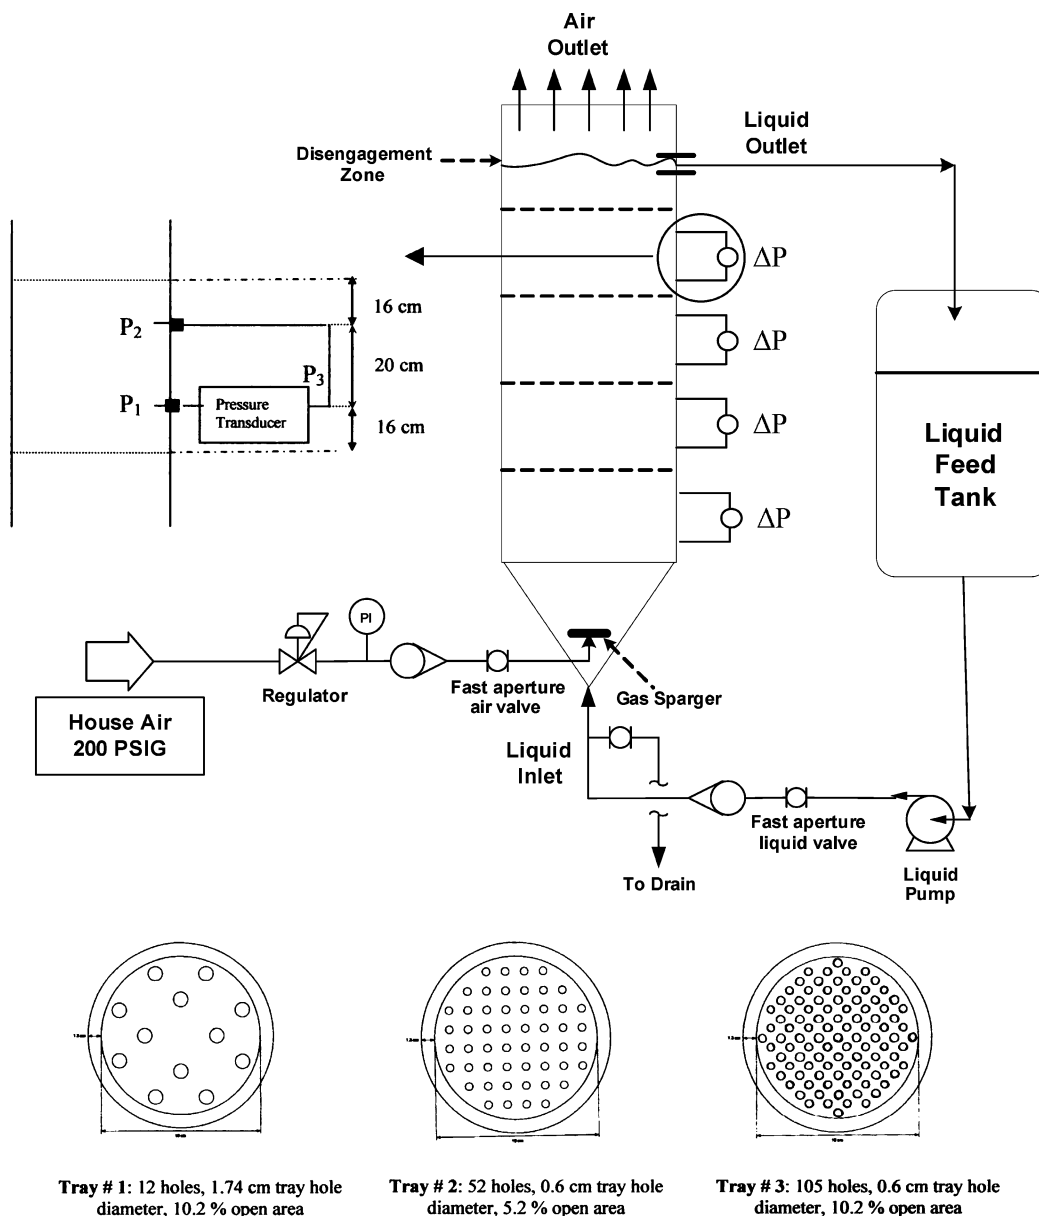 Air
Outlet
Liquid
Outlet
Disengagement
Zone
ΔP
16 cm
P2
20 cm
P3
P1
Pressure
Transducer
16 cm
ΔP
ΔP
ΔP
Liquid
Feed
Tank
PI
Regulator
Fast aperture
air valve
Gas Sparger
House Air
200 PSIG
Liquid
Inlet
Fast aperture
liquid valve
To Drain
Liquid
Pump
Tray # 1: 12 holes, 1.74 cm tray hole
diameter, 10.2 % open area
Tray # 2: 52 holes, 0.6 cm tray hole
diameter, 5.2 % open area
Tray # 3: 105 holes, 0.6 cm tray hole
diameter, 10.2 % open area